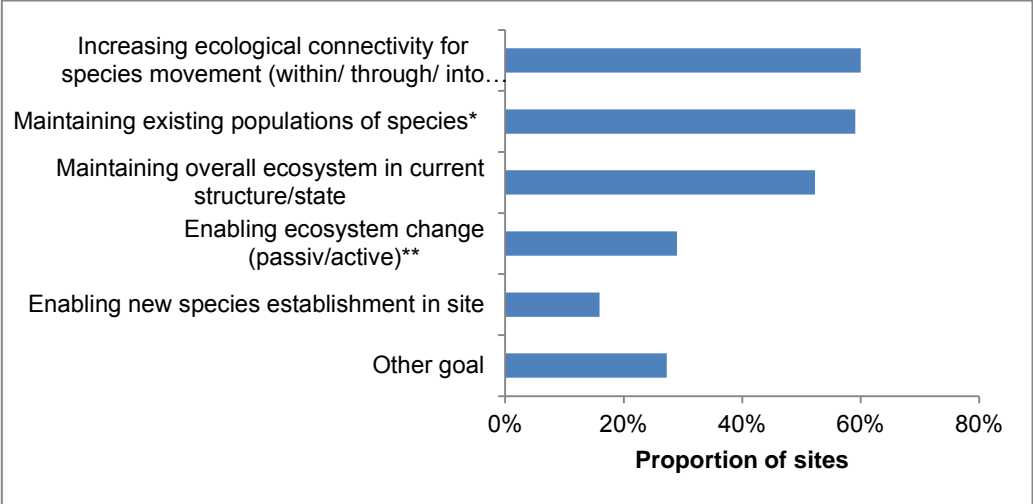 Increasing ecological connectivity for
species movement (within/ through/ into…
Maintaining existing populations of species*
Maintaining overall ecosystem in current
structure/state
Enabling ecosystem change
(passiv/active)**
Enabling new species establishment in site
Other goal
0% 20% 40% 60% 80%
Proportion of sites